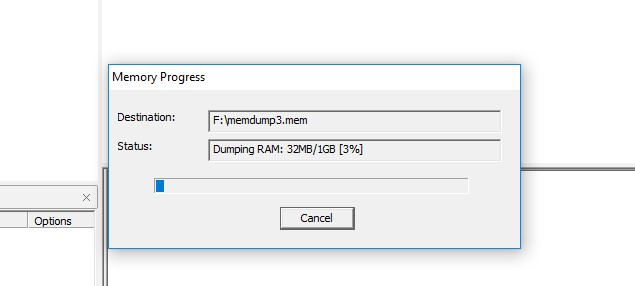 Memory Progress
Destination:
F:\memdump3.mem
Status:
Dumping RAM: 32MB/1GB [3%]
Cancel
Options